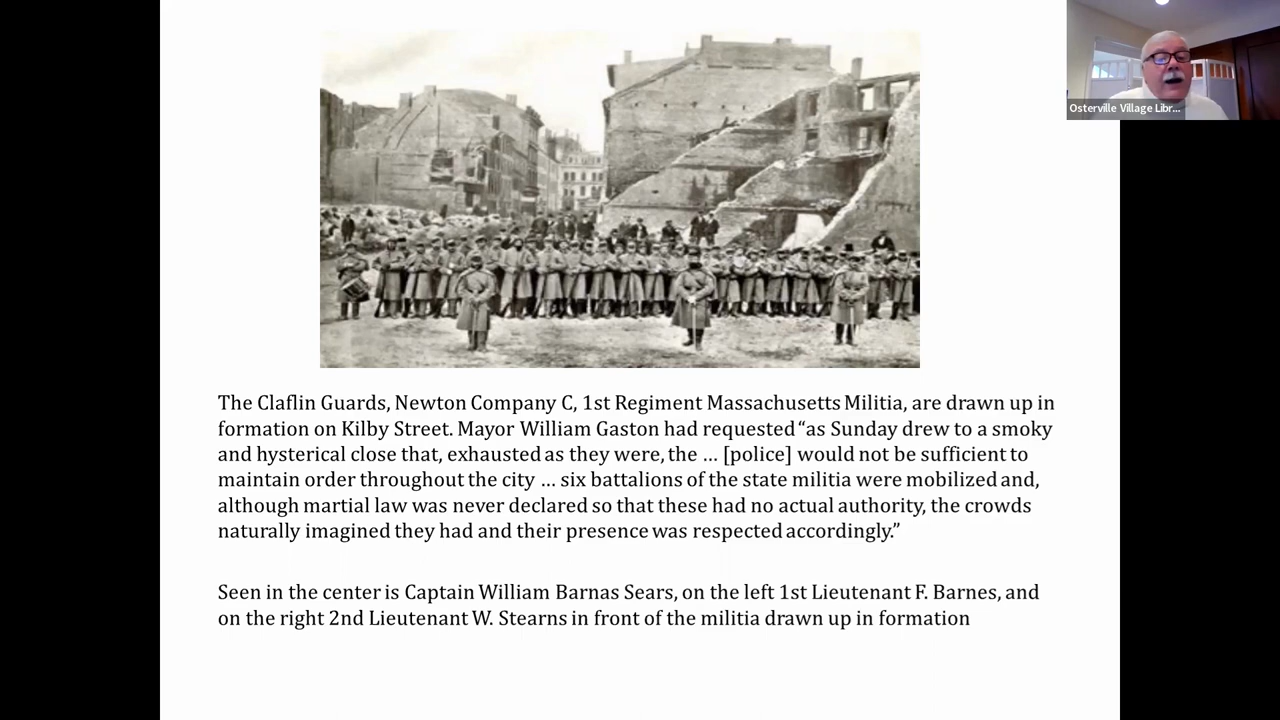 Osterville Village Libr...
The Claflin Guards, Newton Company C, 1st Regiment Massachusetts Militia, are drawn up in
formation on Kilby Street. Mayor William Gaston had requested “as Sunday drew to a smoky
and hysterical close that, exhausted as they were, the … [police] would not be sufficient to
maintain order throughout the city … six battalions of the state militia were mobilized and,
although martial law was never declared so that these had no actual authority, the crowds
naturally imagined they had and their presence was respected accordingly.”
Seen in the center is Captain William Barnas Sears, on the left 1st Lieutenant F. Barnes, and
on the right 2nd Lieutenant W. Stearns in front of the militia drawn up in formation